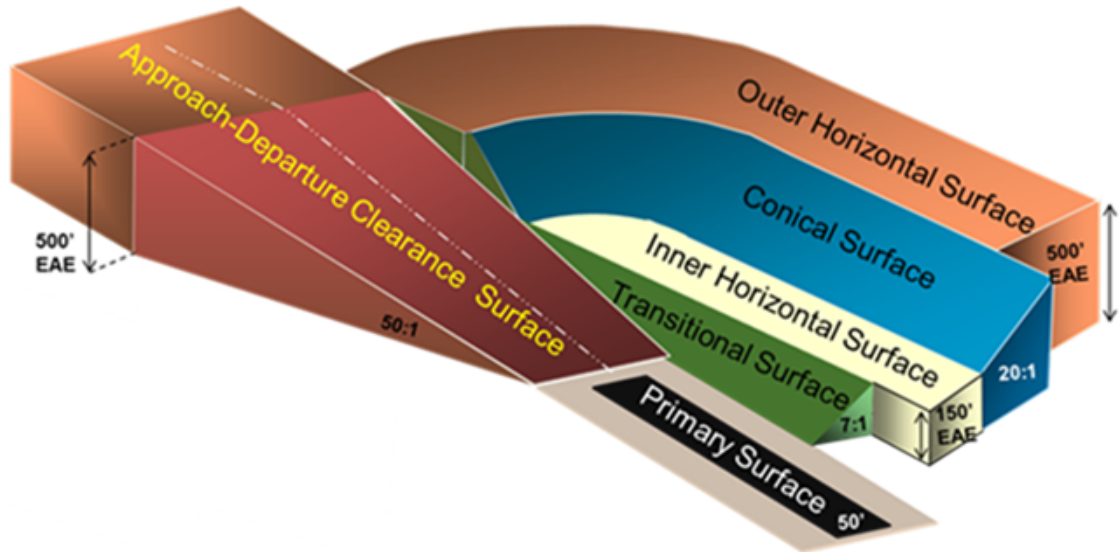 Approach-Departure Clearance Surface
Outer Horizontal Surface
Conical Surface
Inner Horizontal Surface
Transitional Surface
Primary Surface
500'
EAE
50:1
500'
EAE
20:1
150'
EAE
7:1
50'